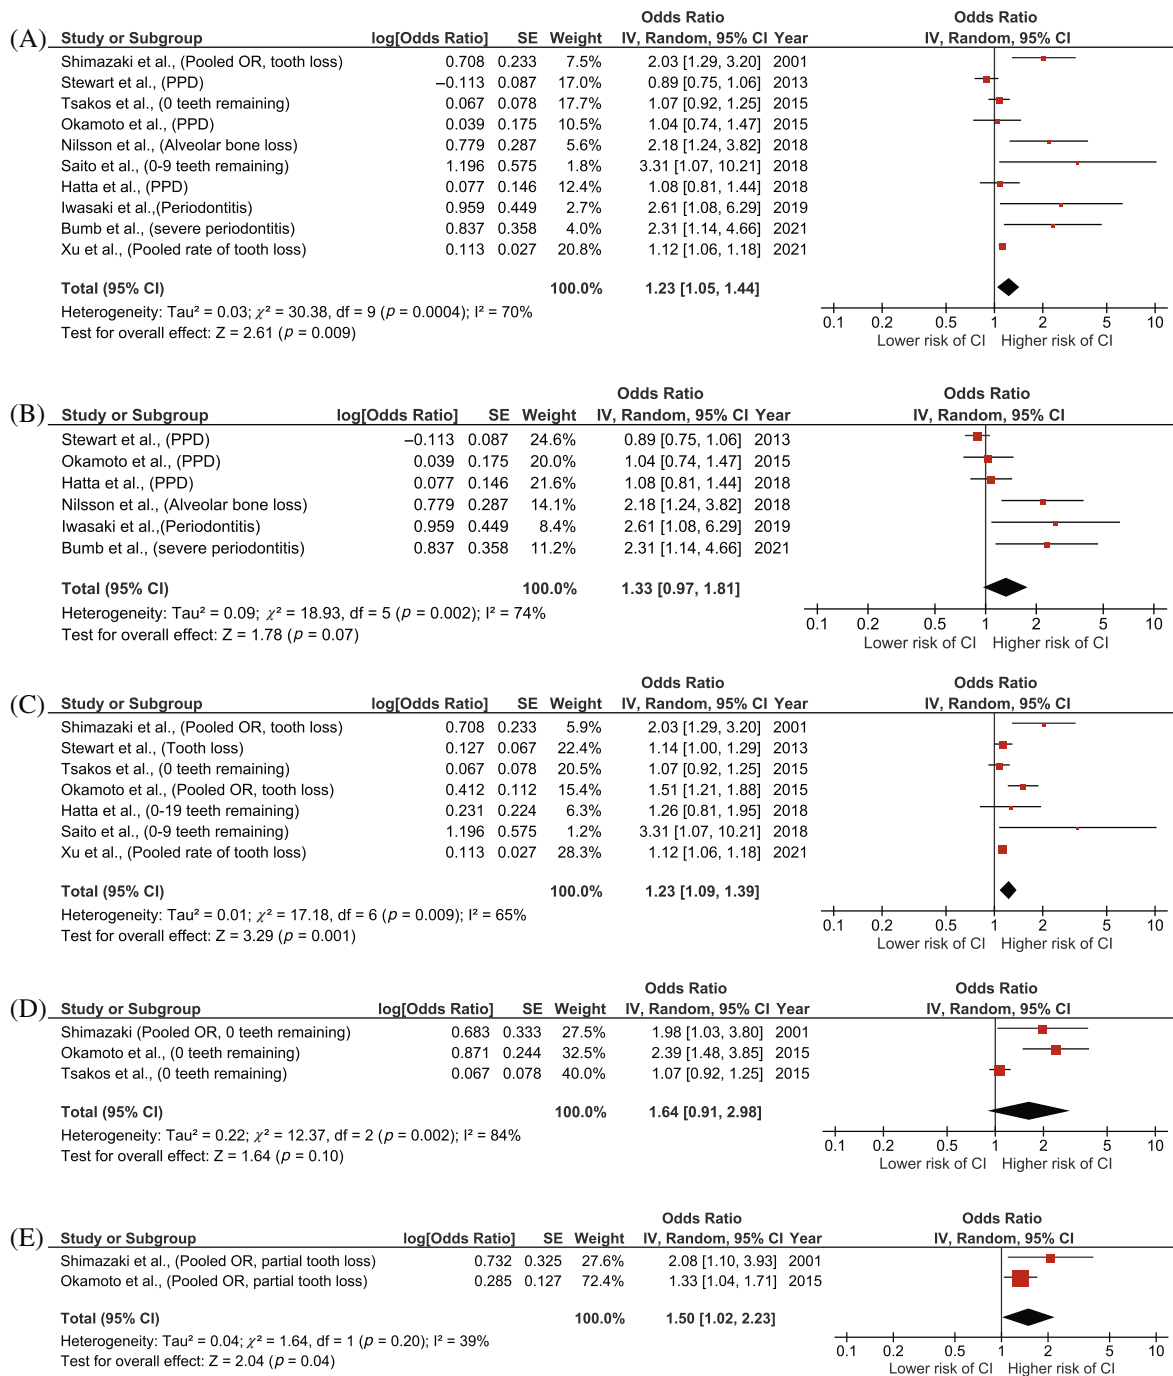 Odds Ratio Odds Ratio
(A) Study or Subgroup log[Odds Ratio] SE Weight IV, Random, 95% CI Year IV, Random, 95% CI
Shimazaki et al., (Pooled OR, tooth loss) 0.708 0.233 7.5% 2.03 [1.29, 3.20] 2001
Stewart et al., (PPD) −0.113 0.087 17.0% 0.89 [0.75, 1.06] 2013
Tsakos et al., (0 teeth remaining) 0.067 0.078 17.7% 1.07 [0.92, 1.25] 2015
Okamoto et al., (PPD) 0.039 0.175 10.5% 1.04 [0.74, 1.47] 2015
Nilsson et al., (Alveolar bone loss) 0.779 0.287 5.6% 2.18 [1.24, 3.82] 2018
Saito et al., (0-9 teeth remaining) 1.196 0.575 1.8% 3.31 [1.07, 10.21] 2018
Hatta et al., (PPD) 0.077 0.146 12.4% 1.08 [0.81, 1.44] 2018
Iwasaki et al.,(Periodontitis) 0.959 0.449 2.7% 2.61 [1.08, 6.29] 2019
Bumb et al., (severe periodontitis) 0.837 0.358 4.0% 2.31 [1.14, 4.66] 2021
Xu et al., (Pooled rate of tooth loss) 0.113 0.027 20.8% 1.12 [1.06, 1.18] 2021
Total (95% CI) 100.0% 1.23 [1.05, 1.44]
Heterogeneity: Tau² = 0.03; χ² = 30.38, df = 9 (p = 0.0004); I² = 70%
Test for overall effect: Z = 2.61 (p = 0.009)
0.1 0.2 0.5 1 2 5 10
Lower risk of CI Higher risk of CI
Odds Ratio Odds Ratio
(B) Study or Subgroup log[Odds Ratio] SE Weight IV, Random, 95% CI Year IV, Random, 95% CI
Stewart et al., (PPD) −0.113 0.087 24.6% 0.89 [0.75, 1.06] 2013
Okamoto et al., (PPD) 0.039 0.175 20.0% 1.04 [0.74, 1.47] 2015
Hatta et al., (PPD) 0.077 0.146 21.6% 1.08 [0.81, 1.44] 2018
Nilsson et al., (Alveolar bone loss) 0.779 0.287 14.1% 2.18 [1.24, 3.82] 2018
Iwasaki et al.,(Periodontitis) 0.959 0.449 8.4% 2.61 [1.08, 6.29] 2019
Bumb et al., (severe periodontitis) 0.837 0.358 11.2% 2.31 [1.14, 4.66] 2021
Total (95% CI) 100.0% 1.33 [0.97, 1.81]
Heterogeneity: Tau² = 0.09; χ² = 18.93, df = 5 (p = 0.002); I² = 74%
Test for overall effect: Z = 1.78 (p = 0.07)
0.1 0.2 0.5 1 2 5 10
Lower risk of CI Higher risk of CI
Odds Ratio Odds Ratio
(C) Study or Subgroup log[Odds Ratio] SE Weight IV, Random, 95% CI Year IV, Random, 95% CI
Shimazaki et al., (Pooled OR, tooth loss) 0.708 0.233 5.9% 2.03 [1.29, 3.20] 2001
Stewart et al., (Tooth loss) 0.127 0.067 22.4% 1.14 [1.00, 1.29] 2013
Tsakos et al., (0 teeth remaining) 0.067 0.078 20.5% 1.07 [0.92, 1.25] 2015
Okamoto et al., (Pooled OR, tooth loss) 0.412 0.112 15.4% 1.51 [1.21, 1.88] 2015
Hatta et al., (0-19 teeth remaining) 0.231 0.224 6.3% 1.26 [0.81, 1.95] 2018
Saito et al., (0-9 teeth remaining) 1.196 0.575 1.2% 3.31 [1.07, 10.21] 2018
Xu et al., (Pooled rate of tooth loss) 0.113 0.027 28.3% 1.12 [1.06, 1.18] 2021
Total (95% CI) 100.0% 1.23 [1.09, 1.39]
Heterogeneity: Tau² = 0.01; χ² = 17.18, df = 6 (p = 0.009); I² = 65%
Test for overall effect: Z = 3.29 (p = 0.001)
0.1 0.2 0.5 1 2 5 10
Lower risk of CI Higher risk of CI
Odds Ratio Odds Ratio
(D) Study or Subgroup log[Odds Ratio] SE Weight IV, Random, 95% CI Year IV, Random, 95% CI
Shimazaki (Pooled OR, 0 teeth remaining) 0.683 0.333 27.5% 1.98 [1.03, 3.80] 2001
Okamoto et al., (0 teeth remaining) 0.871 0.244 32.5% 2.39 [1.48, 3.85] 2015
Tsakos et al., (0 teeth remaining) 0.067 0.078 40.0% 1.07 [0.92, 1.25] 2015
Total (95% CI) 100.0% 1.64 [0.91, 2.98]
Heterogeneity: Tau² = 0.22; χ² = 12.37, df = 2 (p = 0.002); I² = 84%
Test for overall effect: Z = 1.64 (p = 0.10)
0.1 0.2 0.5 1 2 5 10
Lower risk of CI Higher risk of CI
Odds Ratio Odds Ratio
(E) Study or Subgroup log[Odds Ratio] SE Weight IV, Random, 95% CI Year IV, Random, 95% CI
Shimazaki et al., (Pooled OR, partial tooth loss) 0.732 0.325 27.6% 2.08 [1.10, 3.93] 2001
Okamoto et al., (Pooled OR, partial tooth loss) 0.285 0.127 72.4% 1.33 [1.04, 1.71] 2015
Total (95% CI) 100.0% 1.50 [1.02, 2.23]
Heterogeneity: Tau² = 0.04; χ² = 1.64, df = 1 (p = 0.20); I² = 39%
Test for overall effect: Z = 2.04 (p = 0.04)
0.1 0.2 0.5 1 2 5 10
Lower risk of CI Higher risk of CI